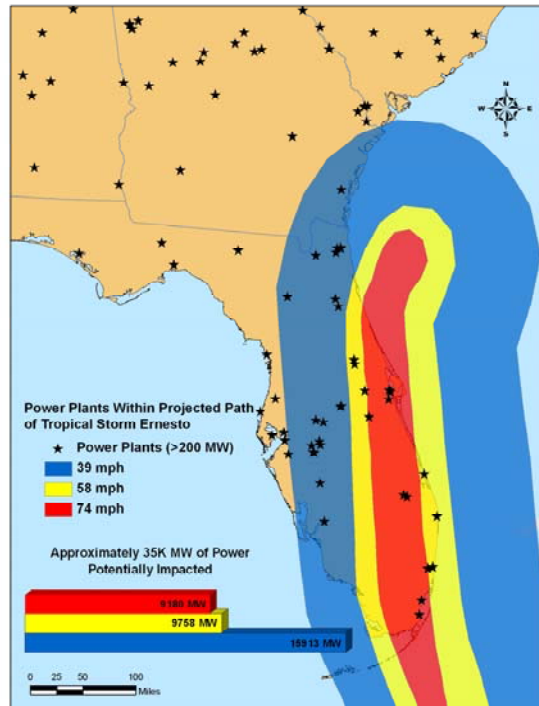 N
W E
S
Power Plants Within Projected Path
of Tropical Storm Ernesto
Power Plants (>200 MW)
39 mph
58 mph
74 mph
Approximately 35K MW of Power
Potentially Impacted
9180 MW
9758 MW
15913 MW
100 50 0 100
Miles